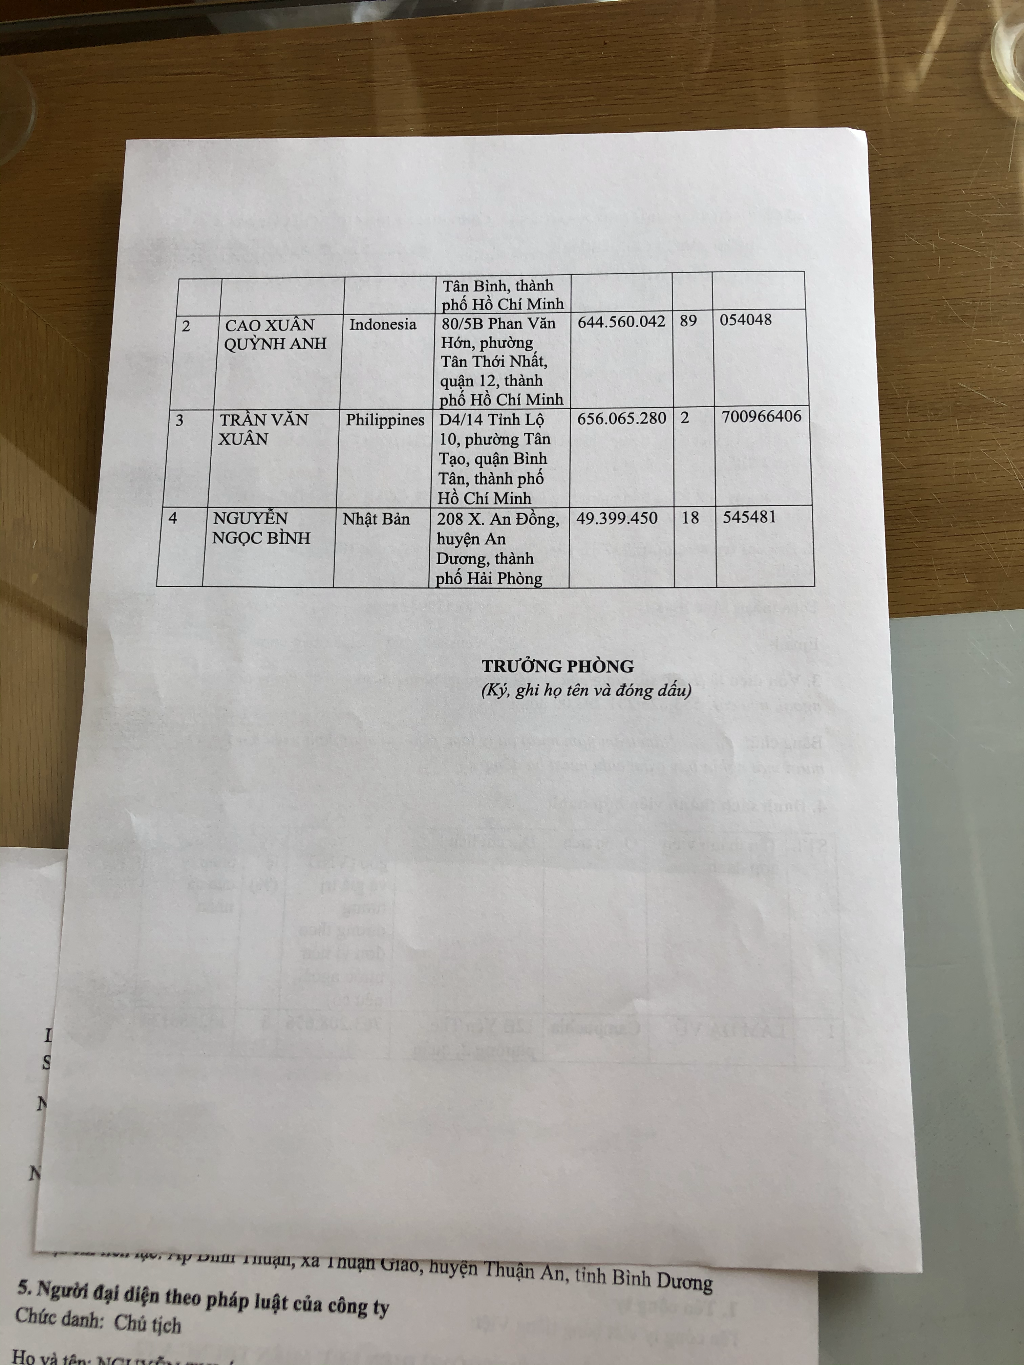 Tân Bình, thành
phố Hồ Chí Minh
2 CAO XUÂN QUỲNH ANH Indonesia 80/5B Phan Văn 644.560.042 89 054048
Hớn, phường
Tân Thới Nhất,
quận 12, thành
phố Hồ Chí Minh
3 TRẦN VĂN XUÂN Philippines D4/14 Tỉnh Lộ 656.065.280 2 700966406
10, phường Tân
Tạo, quận Bình
Tân, thành phố
Hồ Chí Minh
4 NGUYỄN NGỌC BÌNH Nhật Bản 208 X. An Đồng, 49.399.450 18 545481
huyện An
Dương, thành
phố Hải Phòng
TRƯỞNG PHÒNG
(Ký, ghi họ tên và đóng dấu)
Ấp Bình Thuận, xã Thuận Giao, huyện Thuận An, tỉnh Bình Dương
5. Người đại diện theo pháp luật của công ty
Chức danh: Chủ tịch
Họ và tên: NGUYỄN